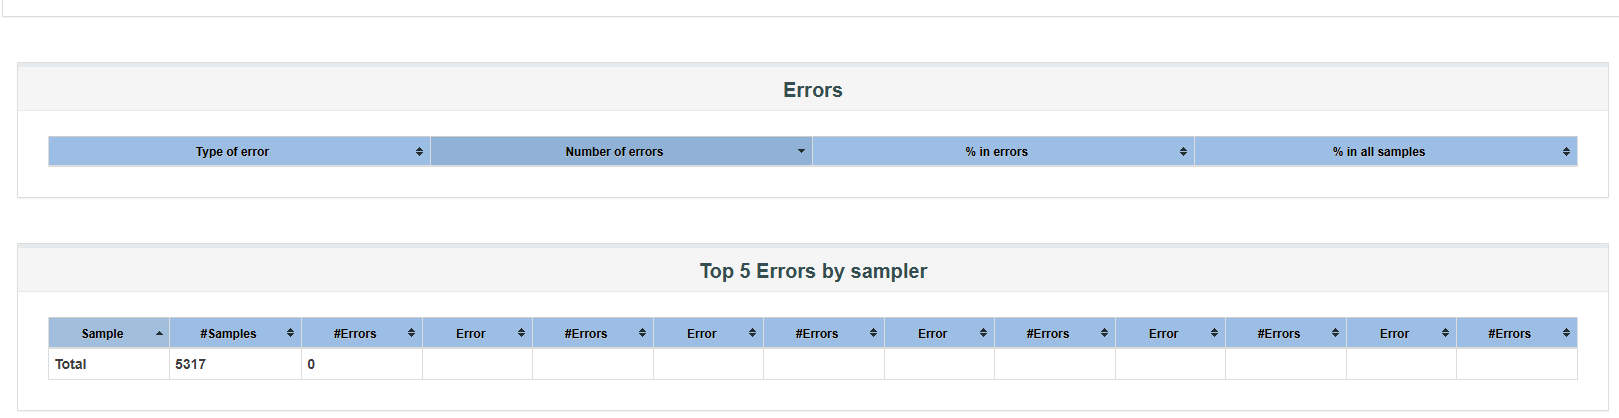 Errors
Type of error Number of errors % in errors % in all samples
Top 5 Errors by sampler
Sample #Samples #Errors Error #Errors Error #Errors Error #Errors Error #Errors Error #Errors
Total 5317 0